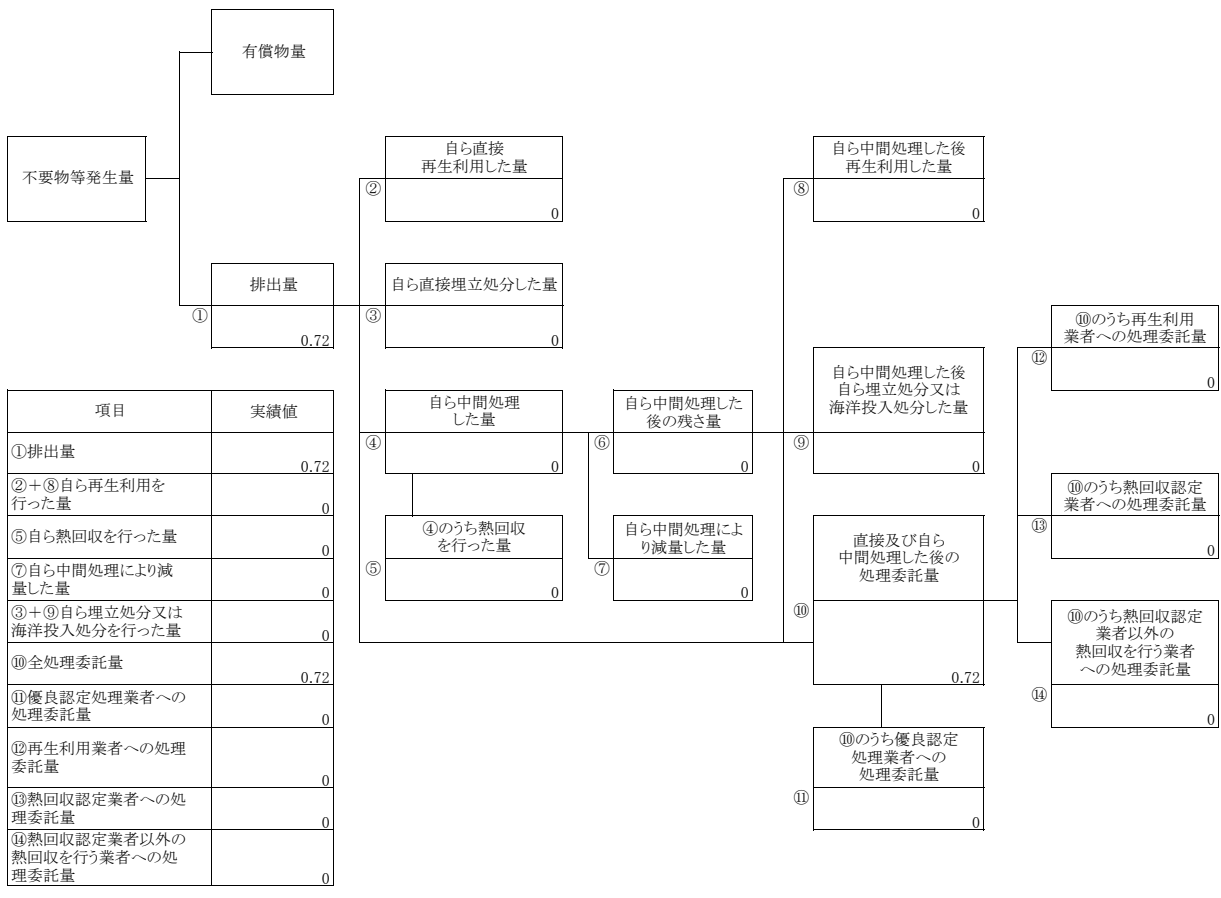 有償物量
不要物等発生量
排出量
①
0.72
自ら直接
再生利用した量
②
0
自ら直接埋立処分した量
③
0
自ら中間処理
した量
④
0
④のうち熱回収
を行った量
⑤
0
自ら中間処理した
後の残さ量
⑥
0
自ら中間処理によ
り減量した量
⑦
0
自ら中間処理した後
再生利用した量
⑧
0
自ら中間処理した後
自ら埋立処分又は
海洋投入処分した量
⑨
0
直接及び自ら
中間処理した後の
処理委託量
⑩
0.72
⑩のうち優良認定
処理業者への
処理委託量
⑪
0
⑩のうち再生利用
業者への処理委託量
⑫
0
⑩のうち熱回収認定
業者への処理委託量
⑬
0
⑩のうち熱回収認定
業者以外の
熱回収を行う業者
への処理委託量
⑭
0
項目 実績値
①排出量
0.72
②+⑧自ら再生利用を
行った量
0
⑤自ら熱回収を行った量
0
⑦自ら中間処理により減
量した量
0
③+⑨自ら埋立処分又は
海洋投入処分を行った量
0
⑩全処理委託量
0.72
⑪優良認定処理業者への
処理委託量
0
⑫再生利用業者への処理
委託量
0
⑬熱回収認定業者への処
理委託量
0
⑭熱回収認定業者以外の
熱回収を行う業者への処
理委託量
0